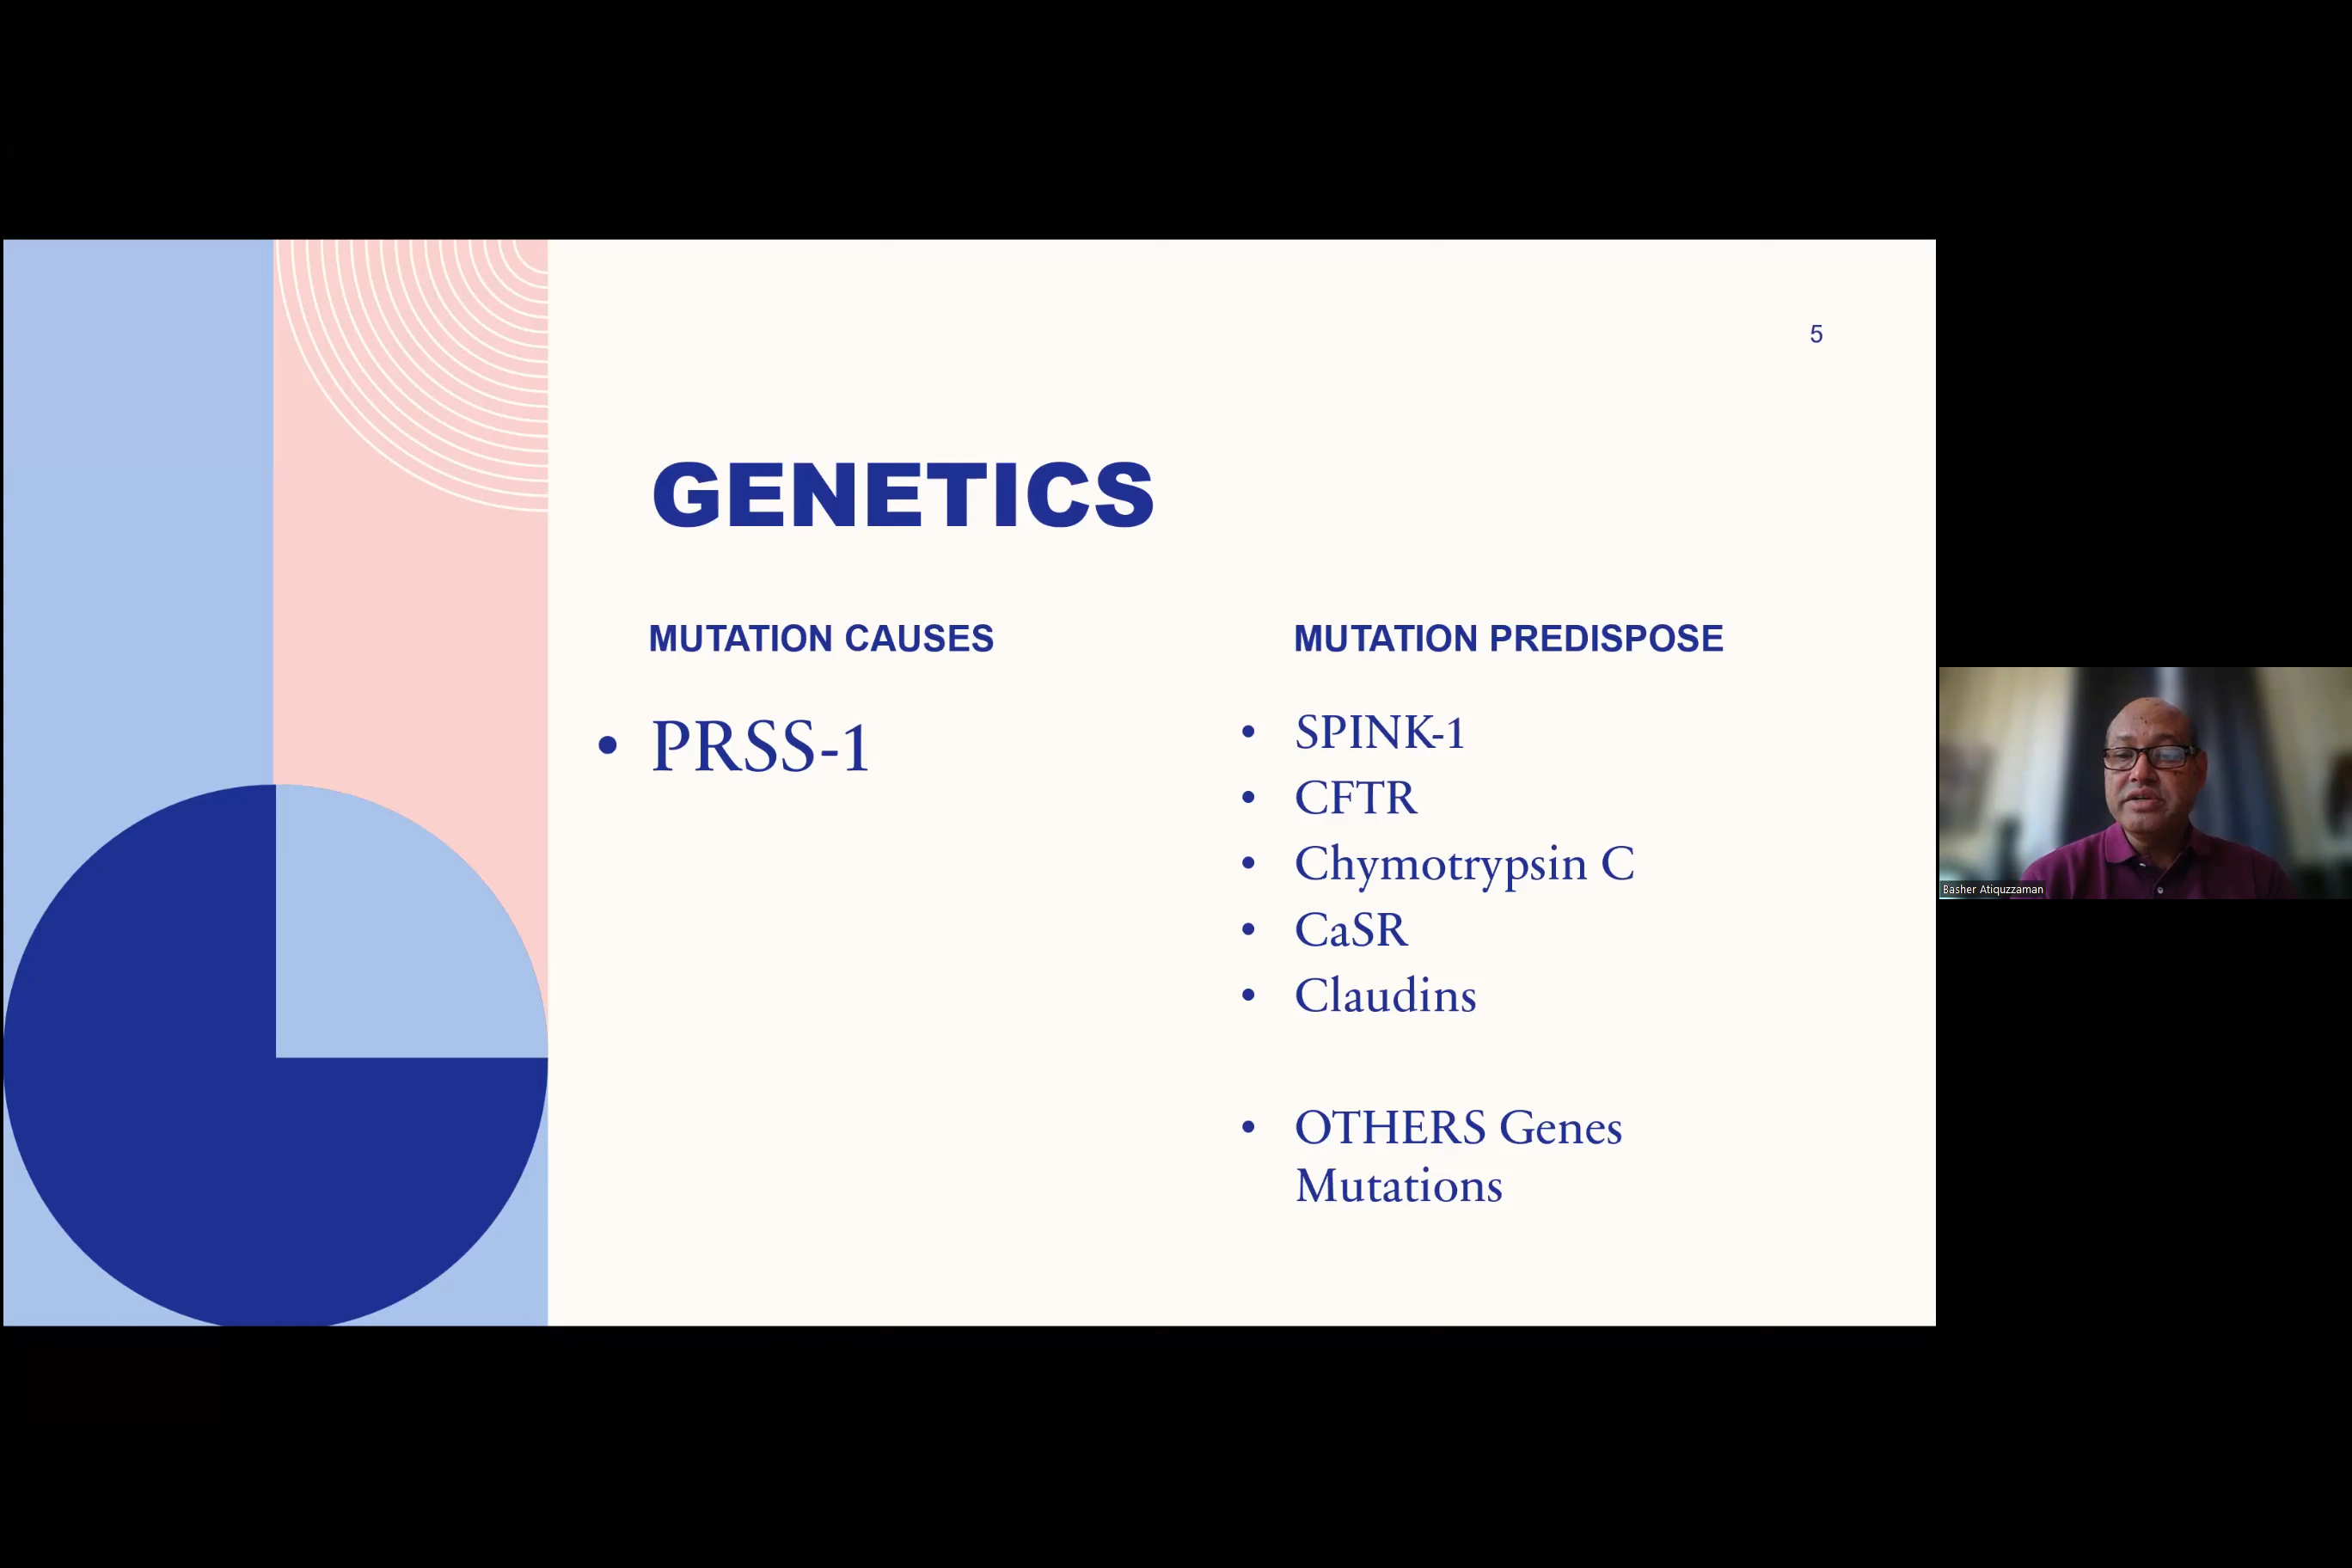 5
GENETICS
MUTATION CAUSES
• PRSS-1
MUTATION PREDISPOSE
• SPINK-1
• CFTR
• Chymotrypsin C
• CaSR
• Claudins
• OTHERS Genes
Mutations
Basher Atiquzzaman